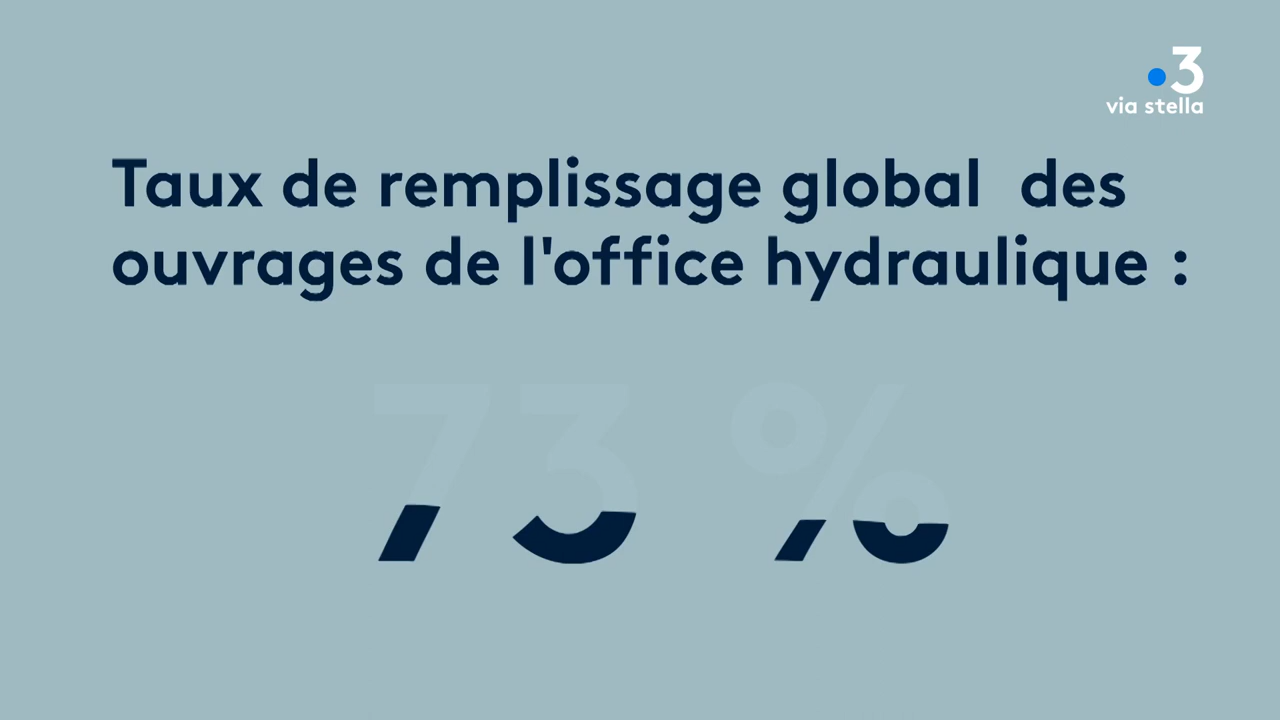 3
via stella
Taux de remplissage global  des
ouvrages de l'office hydraulique :
73 %